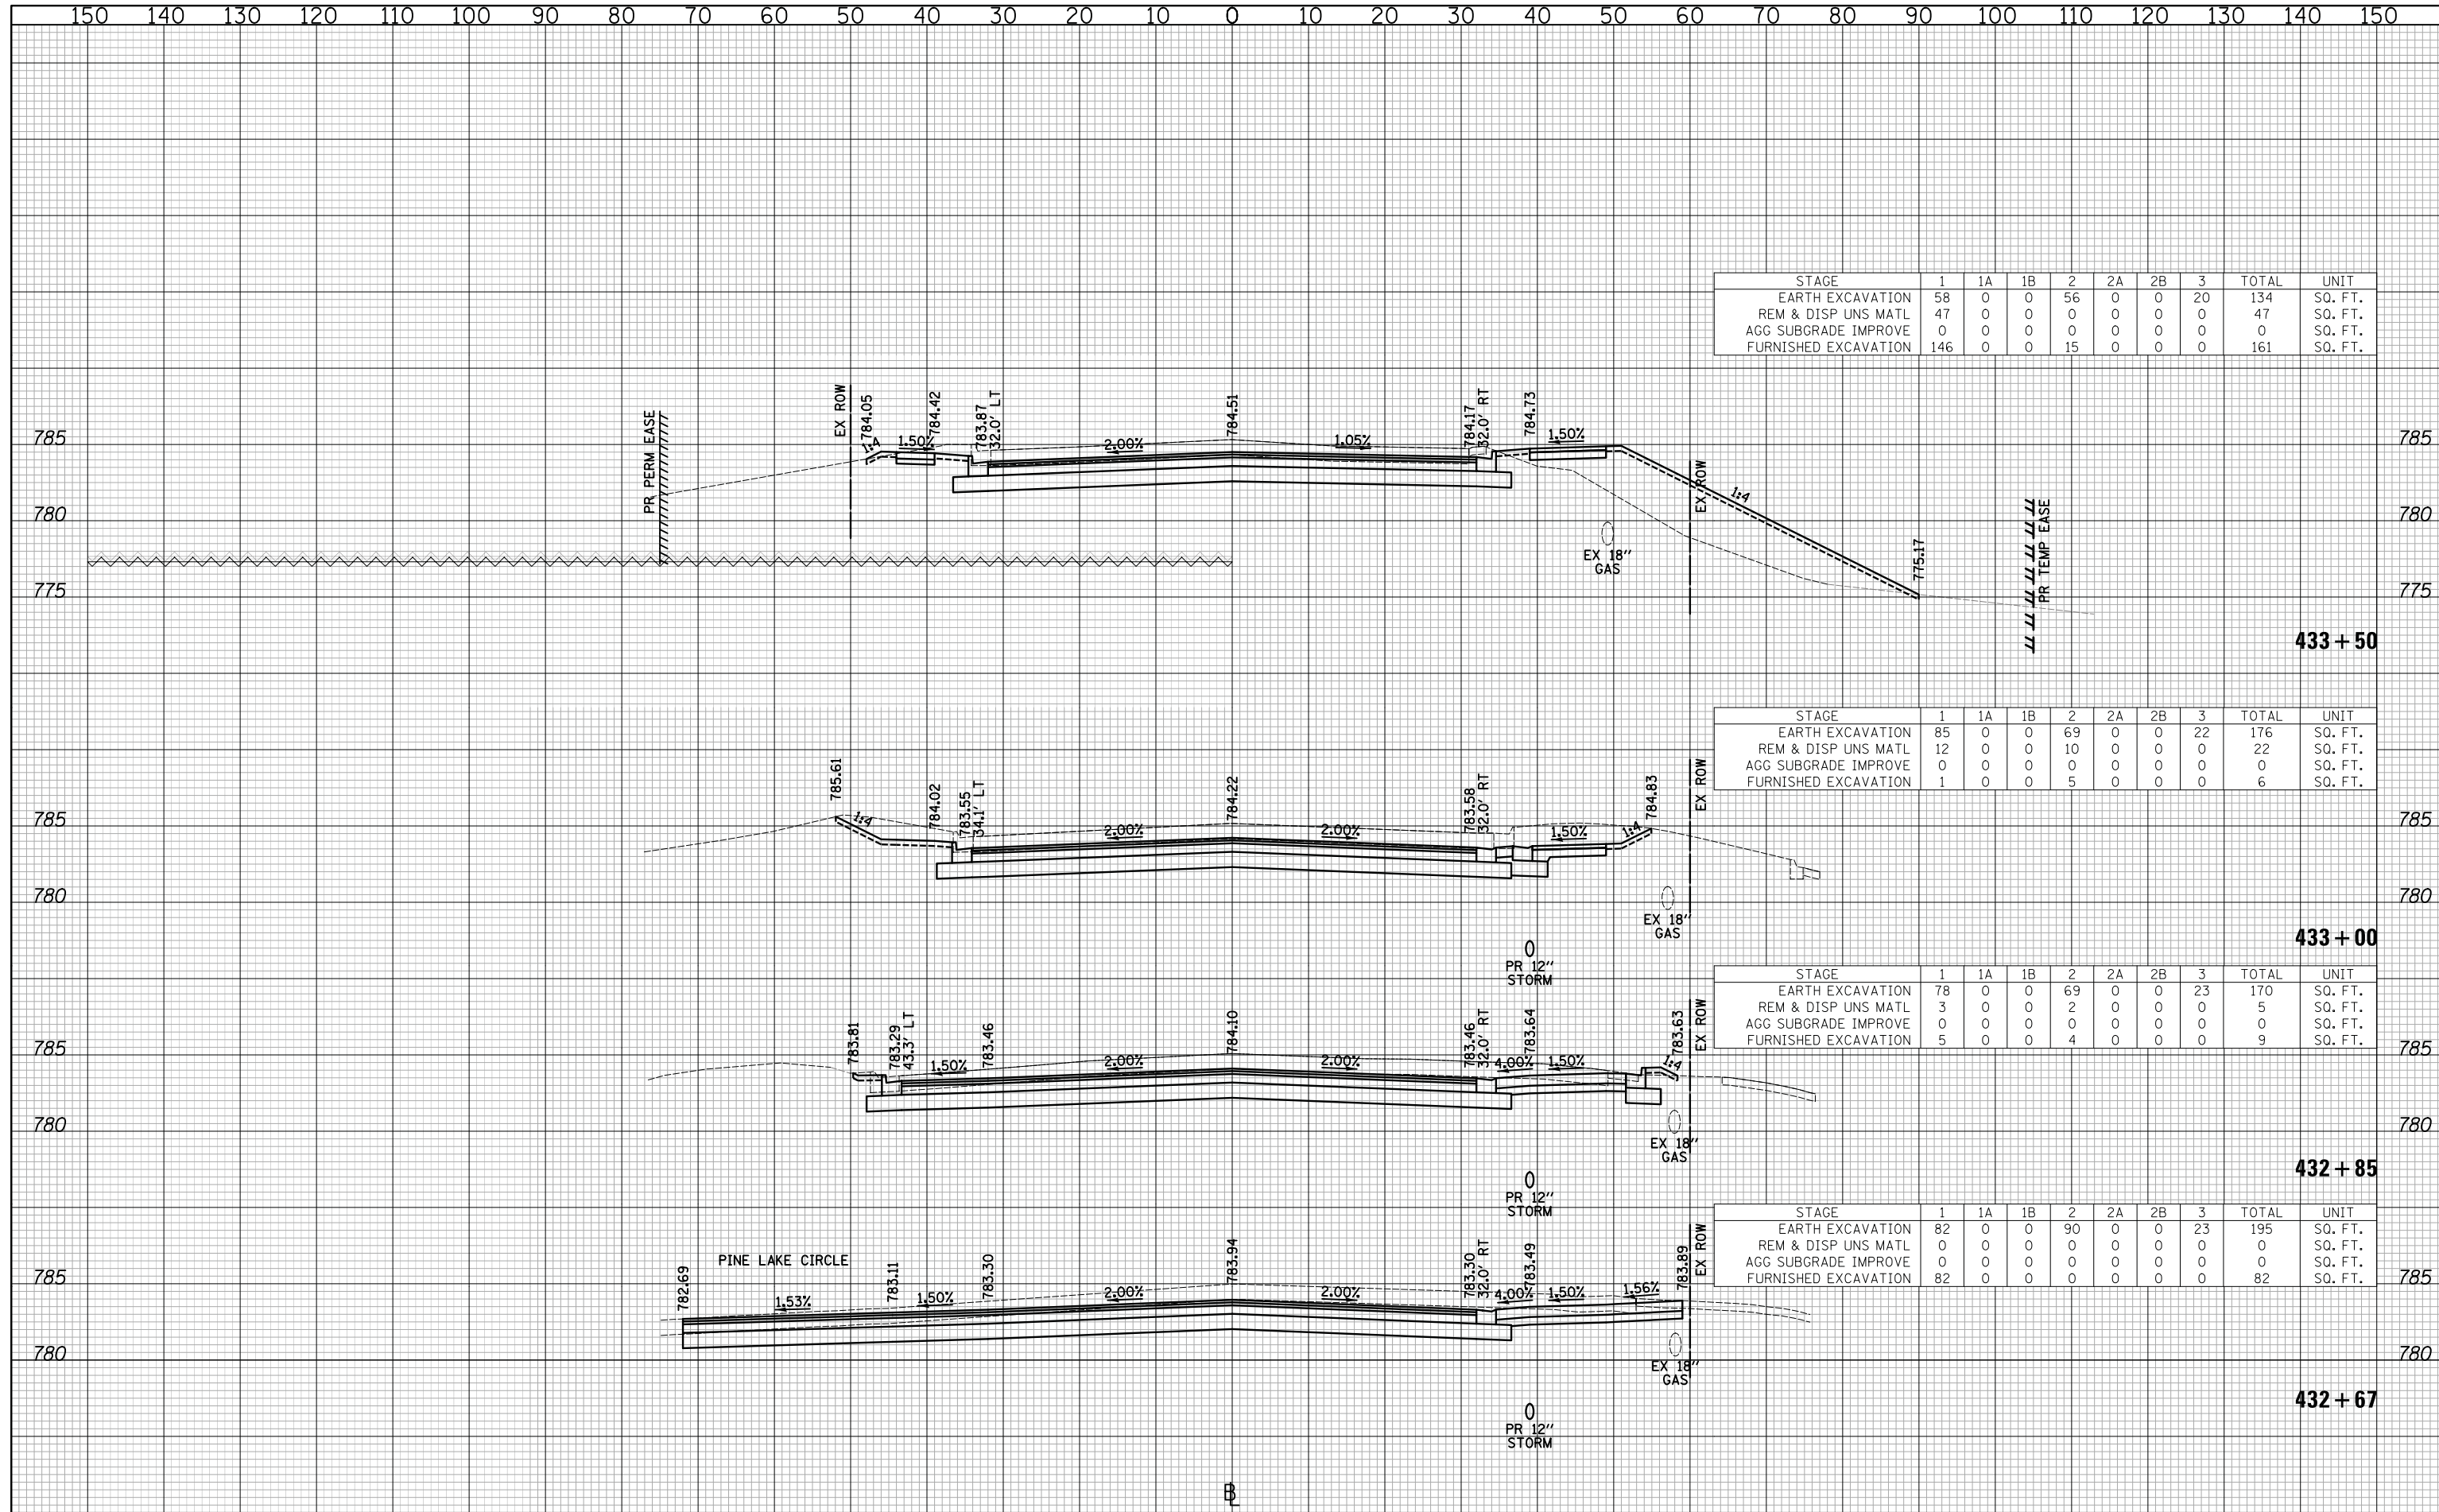 150 140 130 120 110 100 90 80 70 60 50 40 30 20 10 0 10 20 30 40 50 60 70 80 90 100 110 120 130 140 150
STAGE 1 1A 1B 2 2A 2B 3 TOTAL UNIT
EARTH EXCAVATION 58 0 0 56 0 0 20 134 SQ. FT.
REM & DISP UNS MATL 47 0 0 0 0 0 0 47 SQ. FT.
AGG SUBGRADE IMPROVE 0 0 0 0 0 0 0 0 SQ. FT.
FURNISHED EXCAVATION 146 0 0 15 0 0 0 161 SQ. FT.
PR PERM EASE
EX ROW
784.05
784.42
783.87
32.0' LT
784.51
784.17
32.0' RT
784.73
1:4
1.50%
2.00%
1.05%
1.50%
785
785
EX ROW
1:4
780
780
EX 18"
GAS
775.17
PR TEMP EASE
775
775
433+50
STAGE 1 1A 1B 2 2A 2B 3 TOTAL UNIT
EARTH EXCAVATION 85 0 0 69 0 0 22 176 SQ. FT.
REM & DISP UNS MATL 12 0 0 10 0 0 0 22 SQ. FT.
AGG SUBGRADE IMPROVE 0 0 0 0 0 0 0 0 SQ. FT.
FURNISHED EXCAVATION 1 0 0 5 0 0 0 6 SQ. FT.
785.61
784.02
783.55
34.1' LT
784.22
783.58
32.0' RT
784.83
EX ROW
785
785
1:4
2.00%
2.00%
1.50%
1:4
780
780
EX 18"
GAS
433+00
PR 12"
STORM
STAGE 1 1A 1B 2 2A 2B 3 TOTAL UNIT
EARTH EXCAVATION 78 0 0 69 0 0 23 170 SQ. FT.
REM & DISP UNS MATL 3 0 0 2 0 0 0 5 SQ. FT.
AGG SUBGRADE IMPROVE 0 0 0 0 0 0 0 0 SQ. FT.
FURNISHED EXCAVATION 5 0 0 4 0 0 0 9 SQ. FT.
783.81
783.29
43.3' LT
783.46
784.10
783.46
32.0' RT
783.64
783.63
EX ROW
785
785
1.50%
2.00%
2.00%
4.00%
1.50%
1:4
780
780
EX 18"
GAS
432+85
PR 12"
STORM
STAGE 1 1A 1B 2 2A 2B 3 TOTAL UNIT
EARTH EXCAVATION 82 0 0 90 0 0 23 195 SQ. FT.
REM & DISP UNS MATL 0 0 0 0 0 0 0 0 SQ. FT.
AGG SUBGRADE IMPROVE 0 0 0 0 0 0 0 0 SQ. FT.
FURNISHED EXCAVATION 82 0 0 0 0 0 0 82 SQ. FT.
PINE LAKE CIRCLE
782.69
783.11
783.30
783.94
783.30
32.0' RT
783.49
783.89
EX ROW
785
785
1.53%
1.50%
2.00%
2.00%
4.00%
1.50%
1.56%
780
780
EX 18"
GAS
432+67
PR 12"
STORM
BL